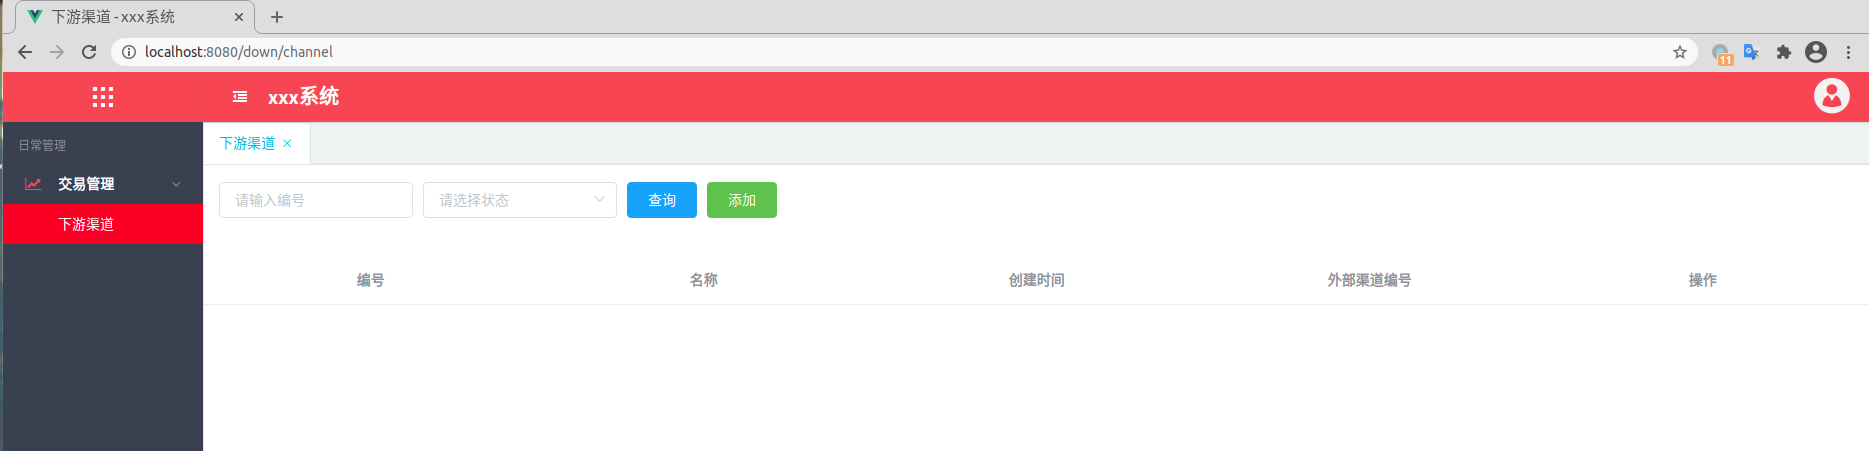 下游渠道 - xxx系统
localhost:8080/down/channel
11
xxx系统
日常管理
下游渠道
交易管理
下游渠道
请输入编号 请选择状态 查询 添加
编号 名称 创建时间 外部渠道编号 操作